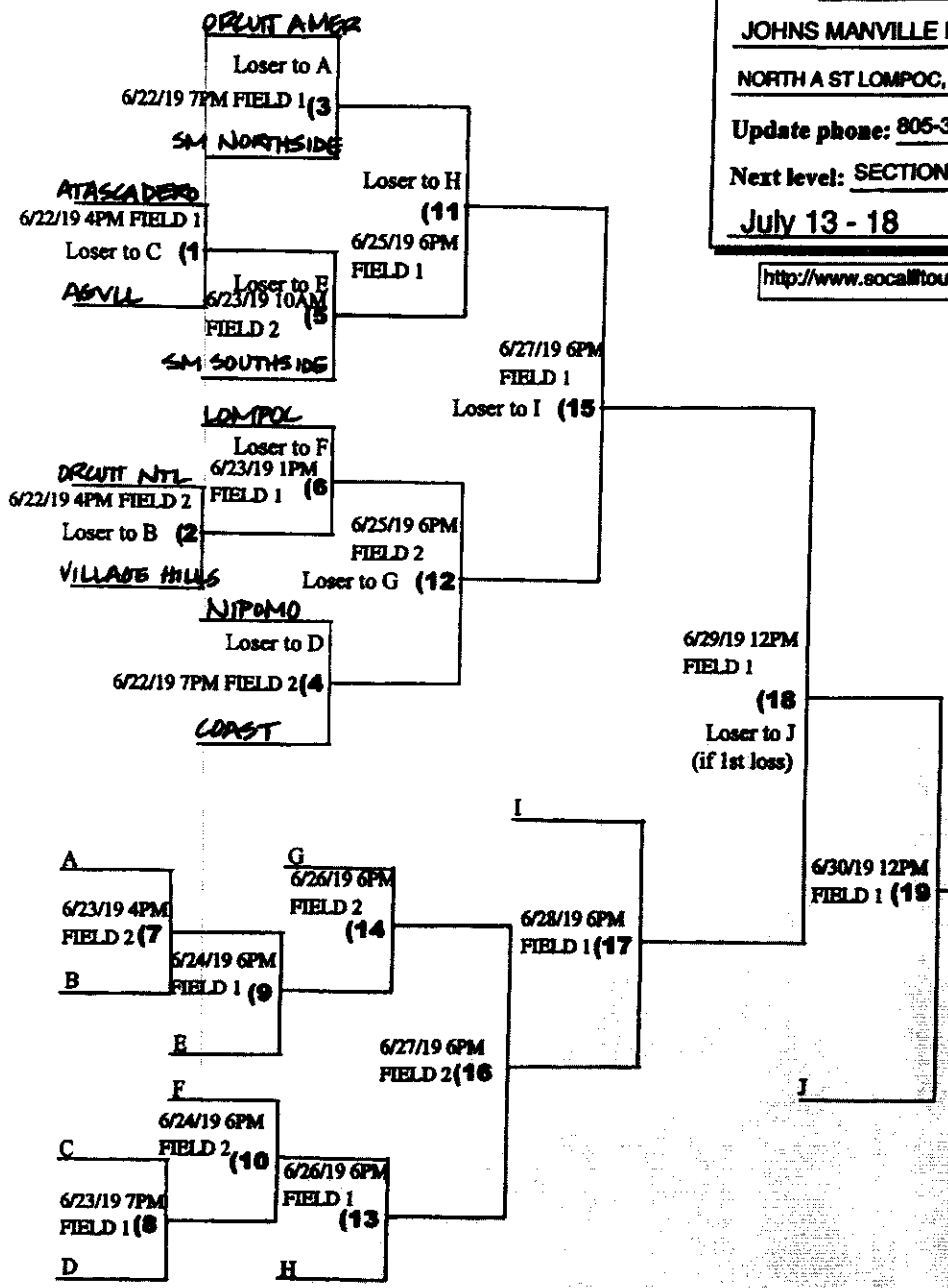 ORCUIT AMER
Loser to A
6/22/19 7PM FIELD 1 (3
SM NORTHSIDE
ATASCADERO
6/22/19 4PM FIELD 1
Loser to C (1
AGVLL
Loser to E
6/23/19 10AM
FIELD 2 (5
SM SOUTHSIDE
Loser to H
(11
6/25/19 6PM
FIELD 1
6/27/19 6PM
FIELD 1
Loser to I (15
LOMPOC
Loser to F
6/23/19 1PM
FIELD 1 (6
ORCUTT NTL
6/22/19 4PM FIELD 2
Loser to B (2
VILLAGE HILLS
6/25/19 6PM
FIELD 2
Loser to G (12
NIPOMO
Loser to D
6/22/19 7PM FIELD 2 (4
COAST
6/29/19 12PM
FIELD 1
(18
Loser to J
(if 1st loss)
6/30/19 12PM
FIELD 1 (19
J
I
6/28/19 6PM
FIELD 1 (17
A
6/23/19 4PM
FIELD 2 (7
B
6/24/19 6PM
FIELD 1 (9
E
G
6/26/19 6PM
FIELD 2
(14
6/27/19 6PM
FIELD 2 (16
F
6/24/19 6PM
FIELD 2 (10
C
6/23/19 7PM
FIELD 1 (8
D
6/26/19 6PM
FIELD 1
(13
H
JOHNS MANVILLE
NORTH A ST LOMPOC,
Update phone: 805-3
Next level: SECTION
July 13 - 18
http://www.socalltou